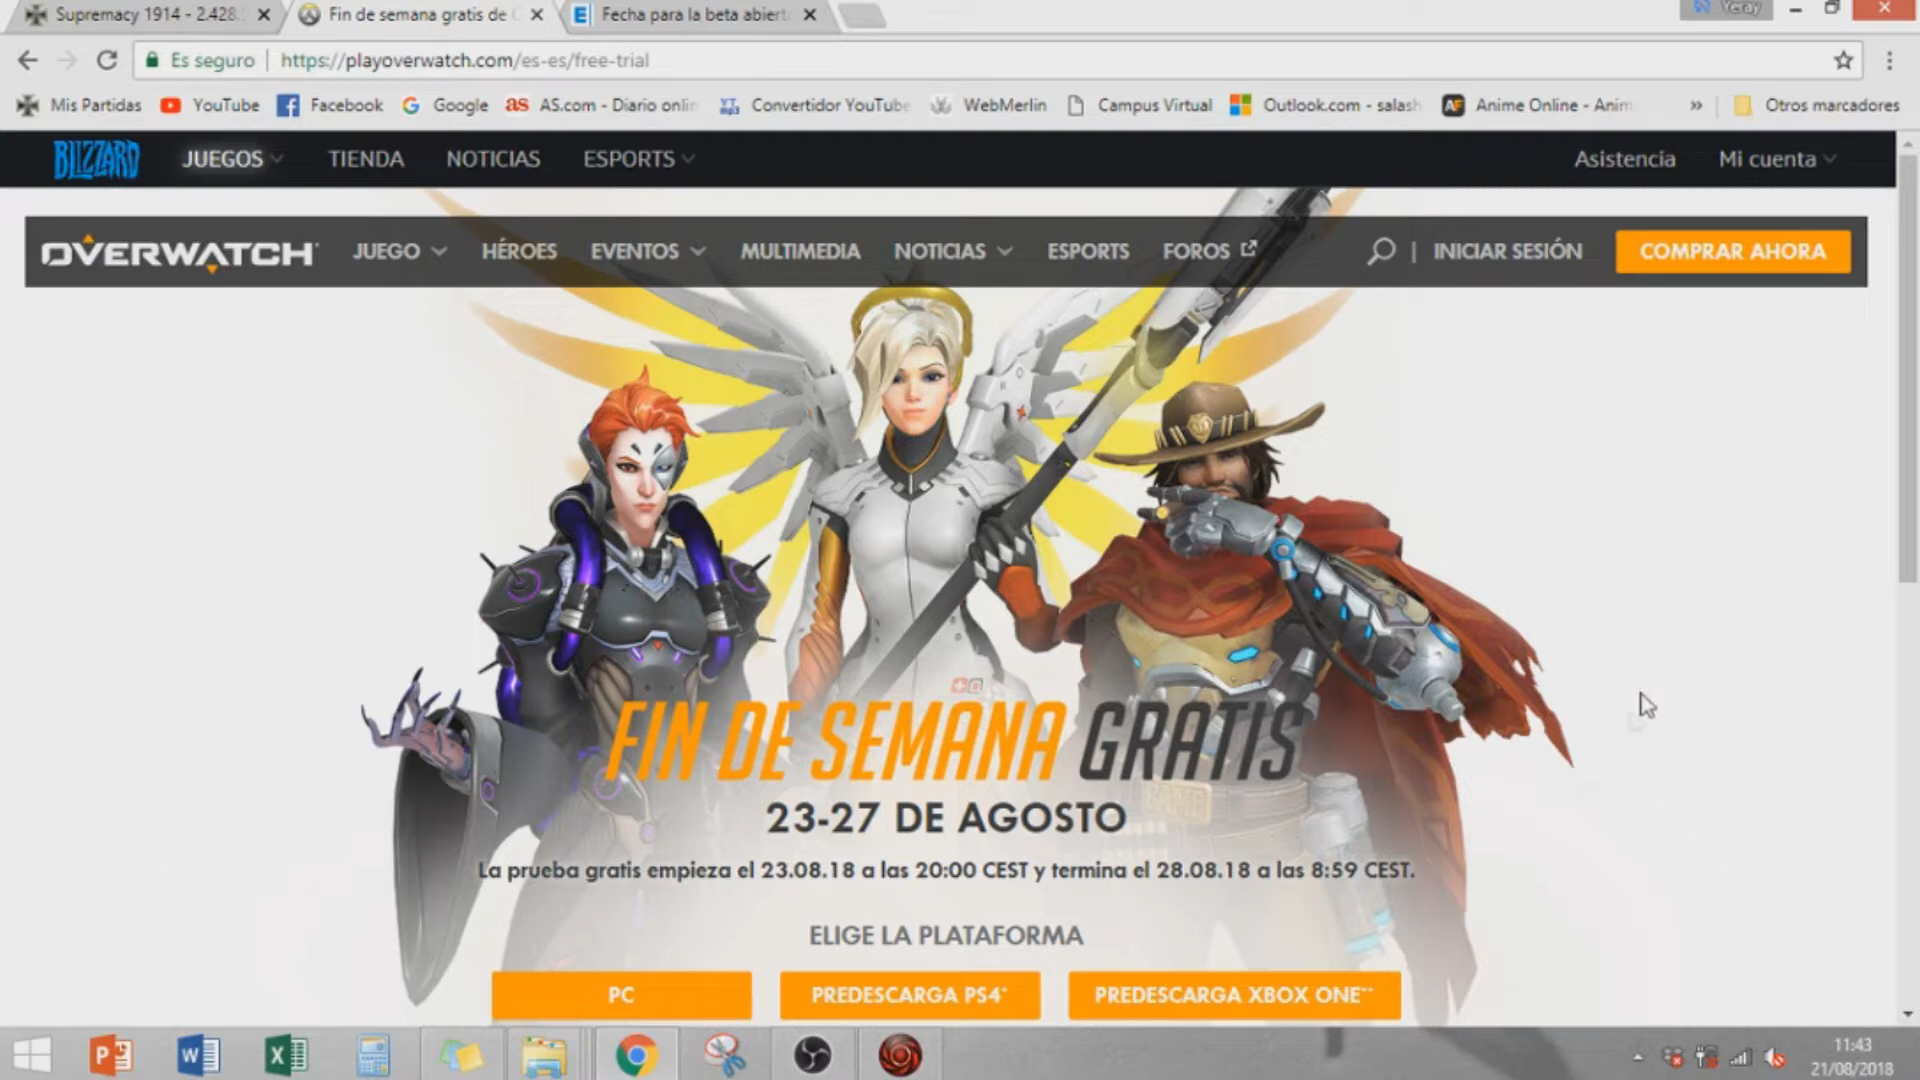 Supremacy 1914 - 2.428.
Fin de semana gratis de
Fecha para la beta abiert
Yeray
Es seguro
https://playoverwatch.com/es-es/free-trial
Mis Partidas
YouTube
Facebook
Google
AS.com - Diario onlin
Convertidor YouTube
WebMerlin
Campus Virtual
Outlook.com - salash
Anime Online - Anim
Otros marcadores
BLIZZARD
JUEGOS
TIENDA
NOTICIAS
ESPORTS
Asistencia
Mi cuenta
OVERWATCH
JUEGO
HÉROES
EVENTOS
MULTIMEDIA
NOTICIAS
ESPORTS
FOROS
INICIAR SESIÓN
COMPRAR AHORA
FIN DE SEMANA GRATIS
23-27 DE AGOSTO
La prueba gratis empieza el 23.08.18 a las 20:00 CEST y termina el 28.08.18 a las 8:59 CEST.
ELIGE LA PLATAFORMA
PC
PREDESCARGA PS4*
PREDESCARGA XBOX ONE**
11:43
21/08/2018